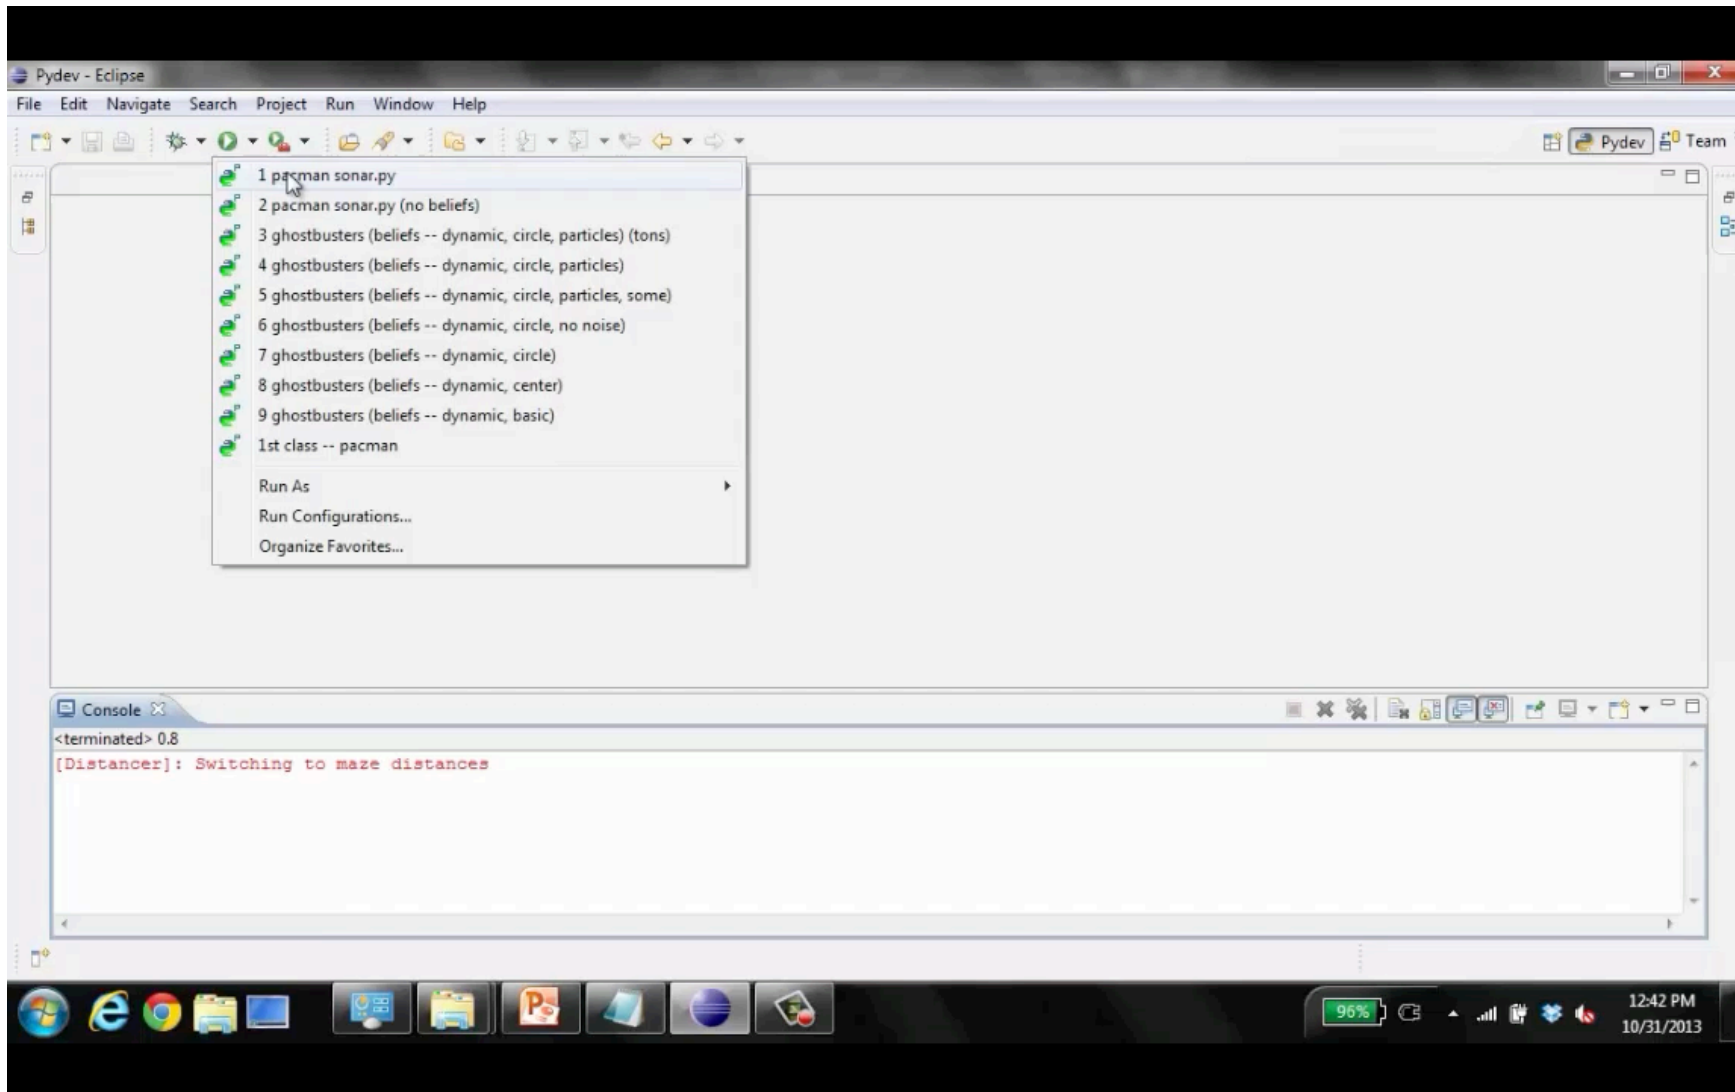 Pydev - Eclipse
File Edit Navigate Search Project Run Window Help
Pydev Team
1 pacman sonar.py
2 pacman sonar.py (no beliefs)
3 ghostbusters (beliefs -- dynamic, circle, particles) (tons)
4 ghostbusters (beliefs -- dynamic, circle, particles)
5 ghostbusters (beliefs -- dynamic, circle, particles, some)
6 ghostbusters (beliefs -- dynamic, circle, no noise)
7 ghostbusters (beliefs -- dynamic, circle)
8 ghostbusters (beliefs -- dynamic, center)
9 ghostbusters (beliefs -- dynamic, basic)
1st class -- pacman
Run As
Run Configurations...
Organize Favorites...
Console
<terminated> 0.8
[Distancer]: Switching to maze distances
96%
12:42 PM
10/31/2013